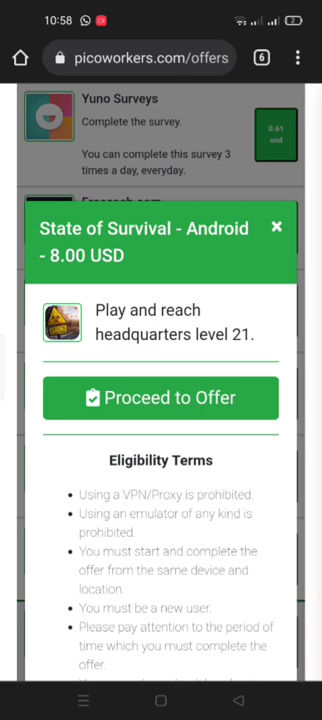 10:58
picoworkers.com/offers
6
Yuno Surveys
Complete the survey.
0.61
usd
You can complete this survey 3
times a day, everyday.
State of Survival - Android
- 8.00 USD
×
Play and reach
headquarters level 21.
Proceed to Offer
Eligibility Terms
• Using a VPN/Proxy is prohibited.
• Using an emulator of any kind is
prohibited.
• You must start and complete the
offer from the same device and
location.
• You must be a new user.
• Please pay attention to the period of
time which you must complete the
offer.